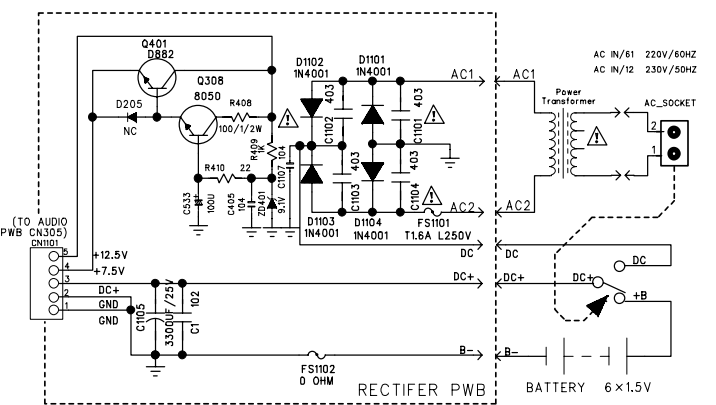 Q401
D882
Q308
8050
D205
NC
R408
100/1/2W
R409
1K
R410
22
C533
100U
C405
104
ZD401
9.1V
C1107
104
D1102
1N4001
D1101
1N4001
403
C1102
403
C1101
403
C1103
403
C1104
D1103
1N4001
D1104
1N4001
FS1101
T1.6A L250V
AC1
AC1
AC2
AC2
Power
Transformer
AC IN/61 220V/60HZ
AC IN/12 230V/50HZ
AC_SOCKET
2
1
(TO AUDIO
PWB CN305)
CN1101
5
4
3
2
1
+12.5V
+7.5V
DC+
GND
GND
C1105
3300UF/25V
C1
102
FS1102
0 OHM
DC
DC
DC+
DC+
B-
B-
DC
DC+
+B
BATTERY 6×1.5V
RECTIFER PWB